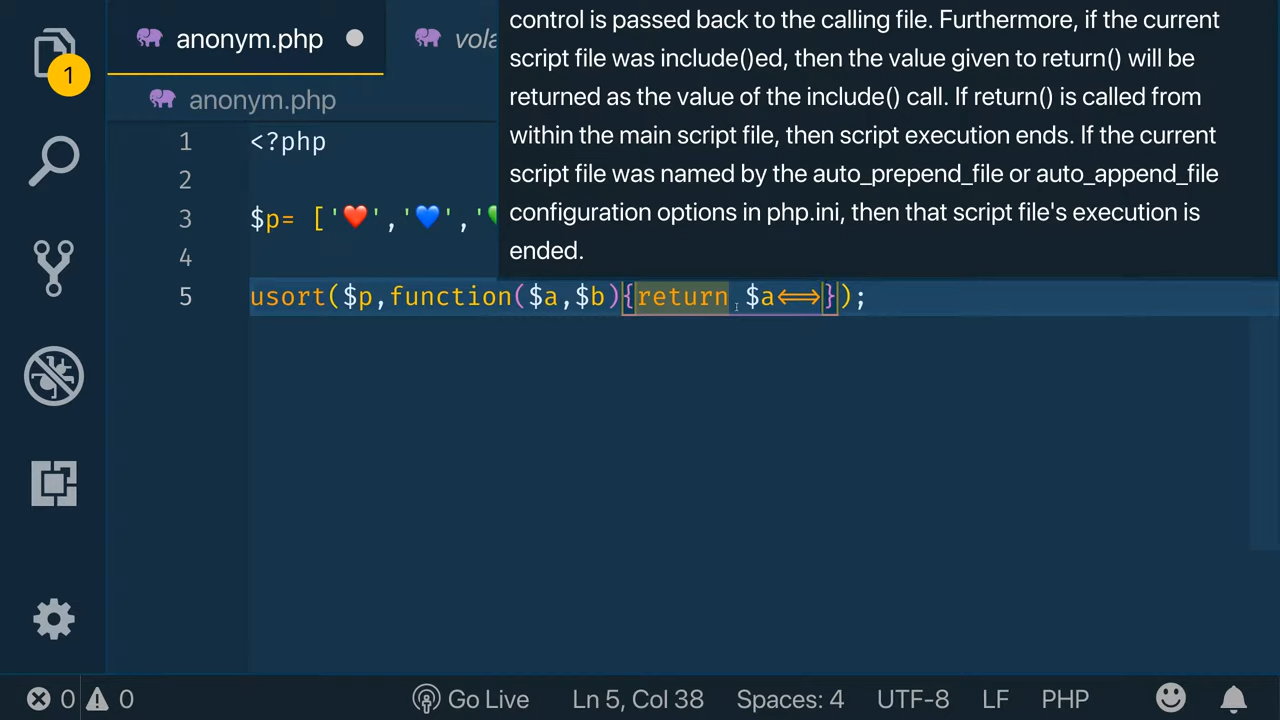 control is passed back to the calling file. Furthermore, if the current
script file was include()ed, then the value given to return() will be
returned as the value of the include() call. If return() is called from
within the main script file, then script execution ends. If the current
script file was named by the auto_prepend_file or auto_append_file
configuration options in php.ini, then that script file's execution is
ended.
anonym.php
1
anonym.php
1 <?php
2
3 $p= ['❤️','💙','💚
4
5 usort($p,function($a,$b){return $a<=>});
0 0 Go Live Ln 5, Col 38 Spaces: 4 UTF-8 LF PHP